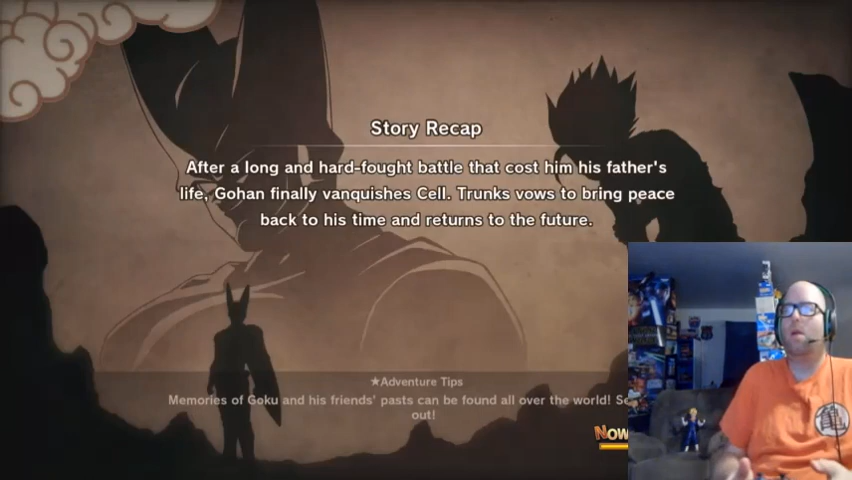 Story Recap
After a long and hard-fought battle that cost him his father's
life, Gohan finally vanquishes Cell. Trunks vows to bring peace
back to his time and returns to the future.
★Adventure Tips
Memories of Goku and his friends' pasts can be found all over the world!
out!
Now